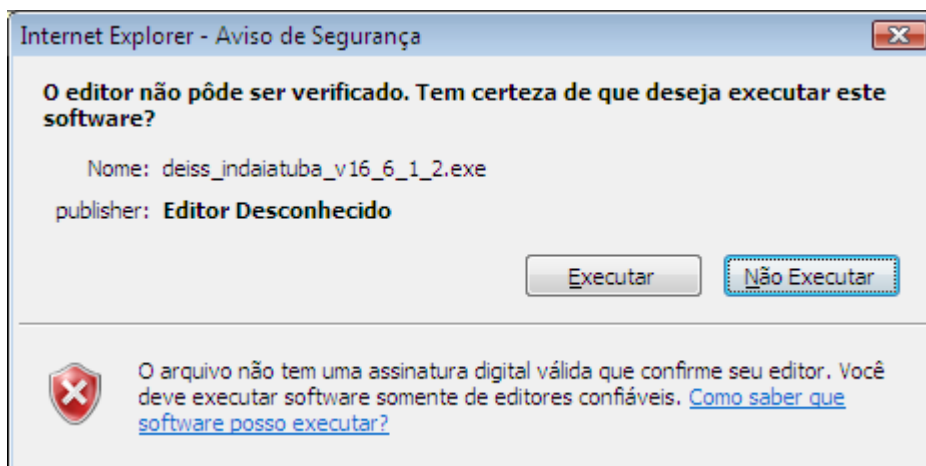 Internet Explorer - Aviso de Segurança
O editor não pôde ser verificado. Tem certeza de que deseja executar este
software?
Nome: deiss_indaiatuba_v16_6_1_2.exe
publisher: Editor Desconhecido
Executar Não Executar
O arquivo não tem uma assinatura digital válida que confirme seu editor. Você
deve executar software somente de editores confiáveis. Como saber que
software posso executar?